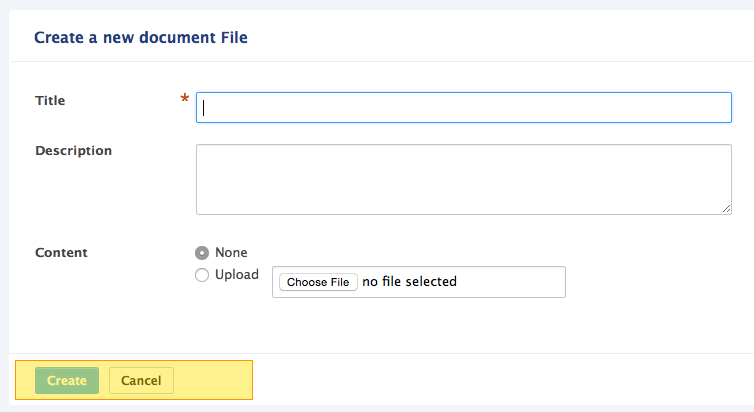 Create a new document File
Title *
Description
Content
None
Upload Choose File no file selected
Create Cancel